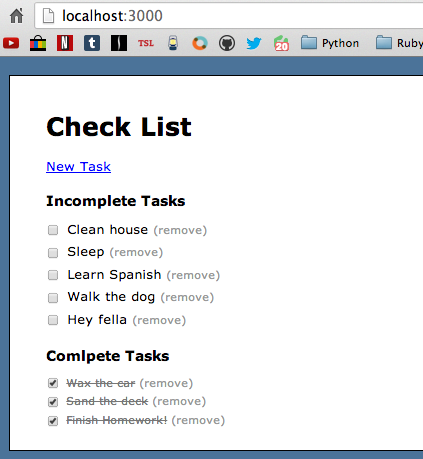 localhost:3000
N t TSL 20 Python Ruby
Check List
New Task
Incomplete Tasks
Clean house (remove)
Sleep (remove)
Learn Spanish (remove)
Walk the dog (remove)
Hey fella (remove)
Comlpete Tasks
Wax the car (remove)
Sand the deck (remove)
Finish Homework! (remove)